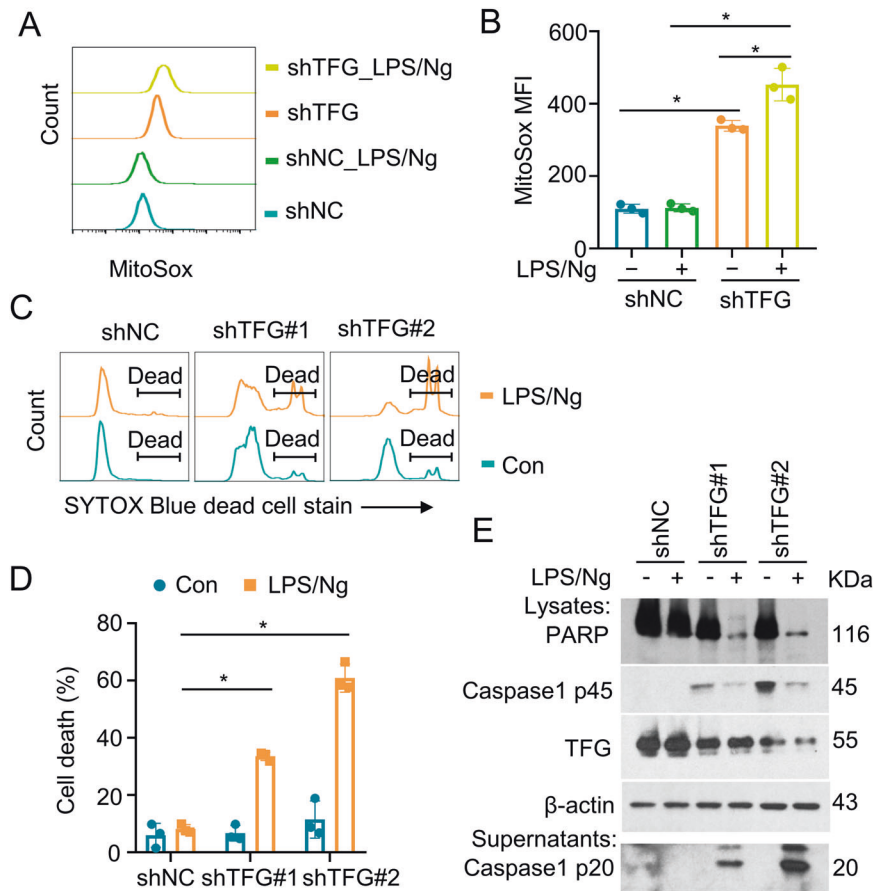 A
Count
shTFG_LPS/Ng
shTFG
shNC_LPS/Ng
shNC
MitoSox
B
MitoSox MFI
600
400
200
0
*
*
*
LPS/Ng
– + – +
shNC shTFG
C
shNC shTFG#1 shTFG#2
Count
Dead Dead Dead
Dead Dead Dead
LPS/Ng
Con
SYTOX Blue dead cell stain
D
Con LPS/Ng
Cell death (%)
80
60
40
20
0
*
*
shNC shTFG#1 shTFG#2
E
shNC shTFG#1 shTFG#2
LPS/Ng - + - + - + KDa
Lysates:
PARP 116
Caspase1 p45 45
TFG 55
β-actin 43
Supernatants:
Caspase1 p20 20